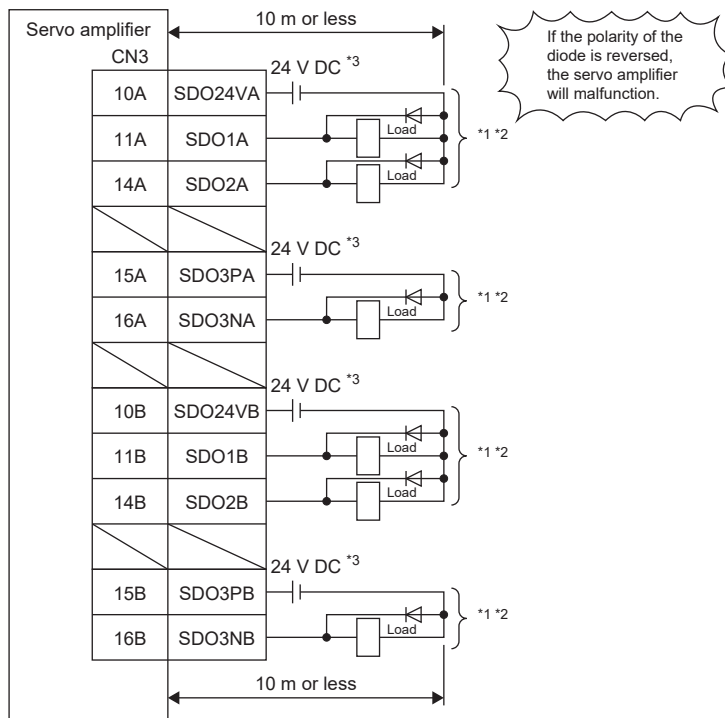 Servo amplifier
10 m or less
If the polarity of the
diode is reversed,
the servo amplifier
will malfunction.
CN3
24 V DC *3
10A SDO24VA
11A SDO1A Load *1 *2
14A SDO2A Load
24 V DC *3
15A SDO3PA
*1 *2
16A SDO3NA Load
24 V DC *3
10B SDO24VB
11B SDO1B Load *1 *2
14B SDO2B Load
24 V DC *3
15B SDO3PB
*1 *2
16B SDO3NB Load
10 m or less